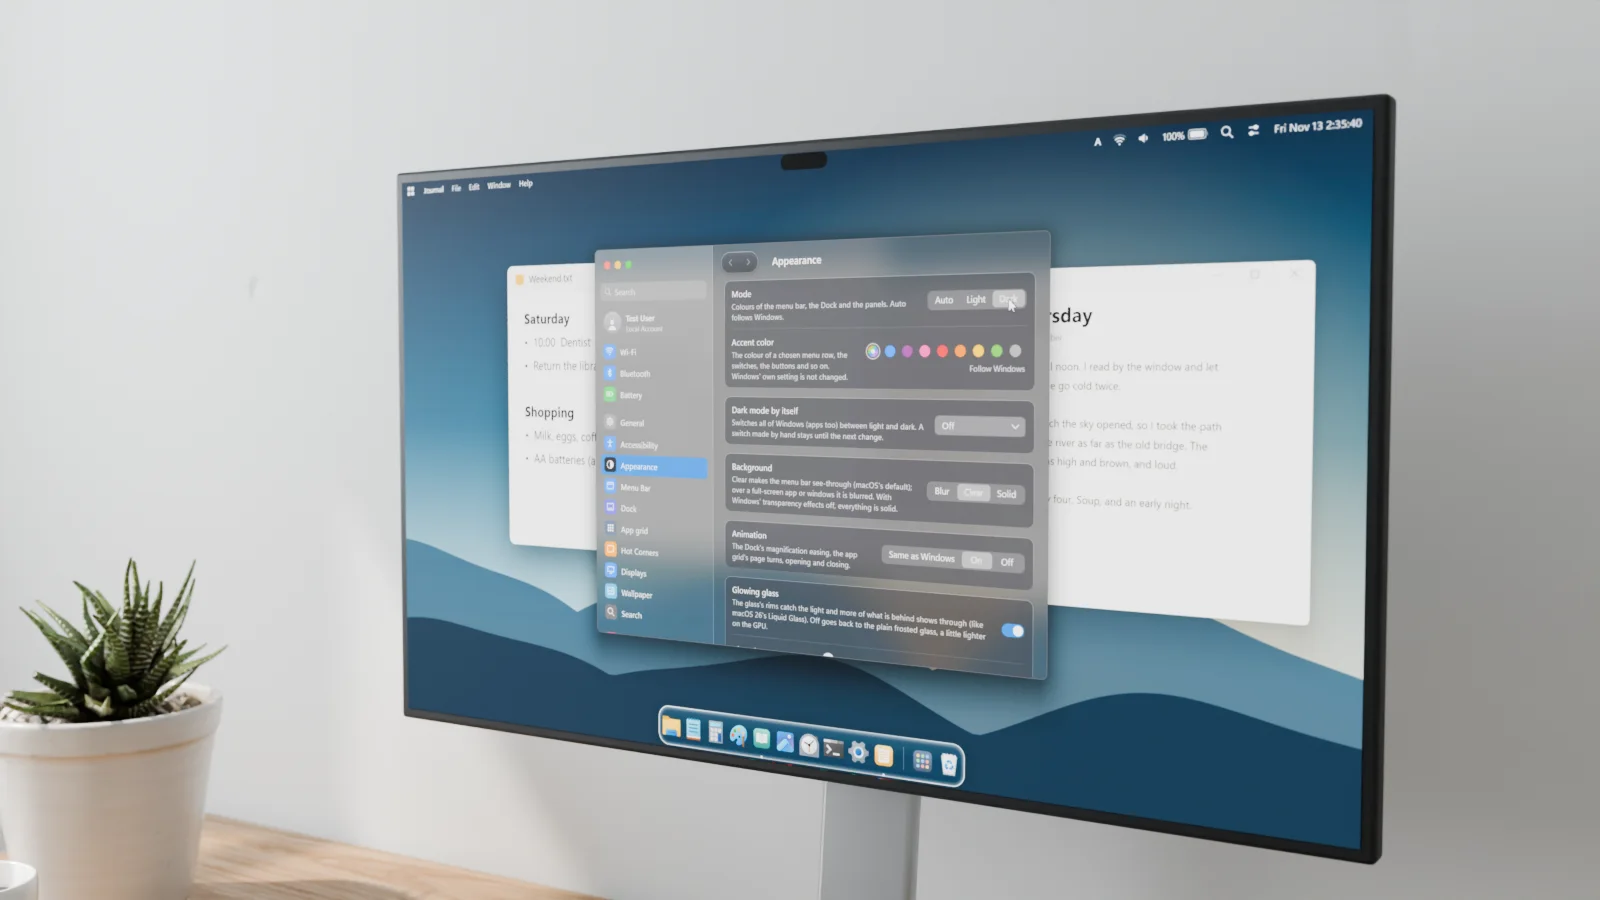 Journal File Edit Window Help
A 100% Fri Nov 13 2:35:40
Weekend.txt
Saturday
• 10:00 Dentist
• Return the libra
Shopping
• Milk, eggs, coff
• AA batteries (a
Search
Test User
Local Account
Wi-Fi
Bluetooth
Battery
General
Accessibility
Appearance
Menu Bar
Dock
App grid
Hot Corners
Displays
Wallpaper
Search
Appearance
Mode
Colours of the menu bar, the Dock and the panels. Auto
follows Windows.
Auto Light Dark
Accent color
The colour of a chosen menu row, the
switches, the buttons and so on.
Windows' own setting is not changed.
Follow Windows
Dark mode by itself
Switches all of Windows (apps too) between light and dark. A
switch made by hand stays until the next change.
Off
Background
Clear makes the menu bar see-through (macOS's default);
over a full-screen app or windows it is blurred. With
Windows' transparency effects off, everything is solid.
Blur Clear Solid
Animation
The Dock's magnification easing, the app
grid's page turns, opening and closing.
Same as Windows On Off
Glowing glass
The glass's rims catch the light and more of what is behind shows through (like
macOS 26's Liquid Glass). Off goes back to the plain frosted glass, a little lighter
on the GPU.
rsday
noon. I read by the window and let
go cold twice.
ch the sky opened, so I took the path
river as far as the old bridge. The
s high and brown, and loud.
four. Soup, and an early night.